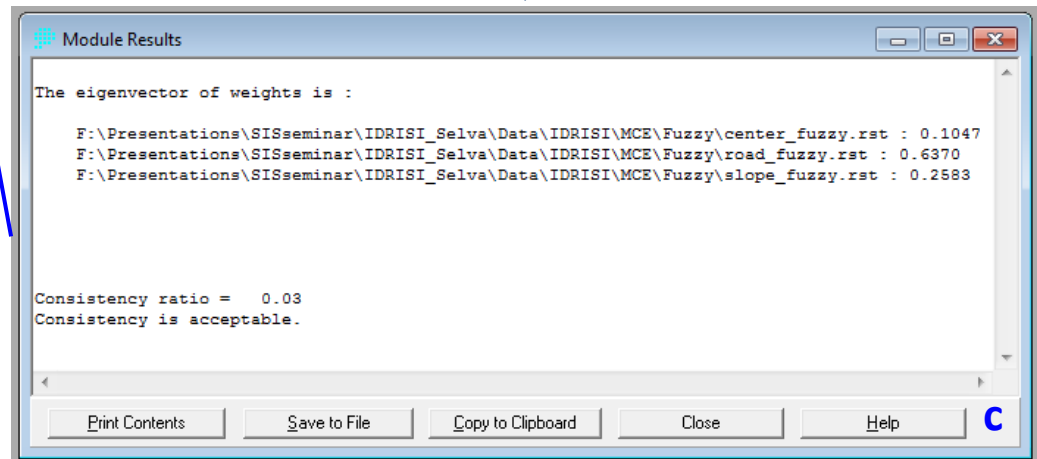 Module Results
The eigenvector of weights is :
F:\Presentations\SISseminar\IDRISI_Selva\Data\IDRISI\MCE\Fuzzy\center_fuzzy.rst : 0.1047
F:\Presentations\SISseminar\IDRISI_Selva\Data\IDRISI\MCE\Fuzzy\road_fuzzy.rst : 0.6370
F:\Presentations\SISseminar\IDRISI_Selva\Data\IDRISI\MCE\Fuzzy\slope_fuzzy.rst : 0.2583
Consistency ratio =   0.03
Consistency is acceptable.
Print Contents Save to File Copy to Clipboard Close Help C